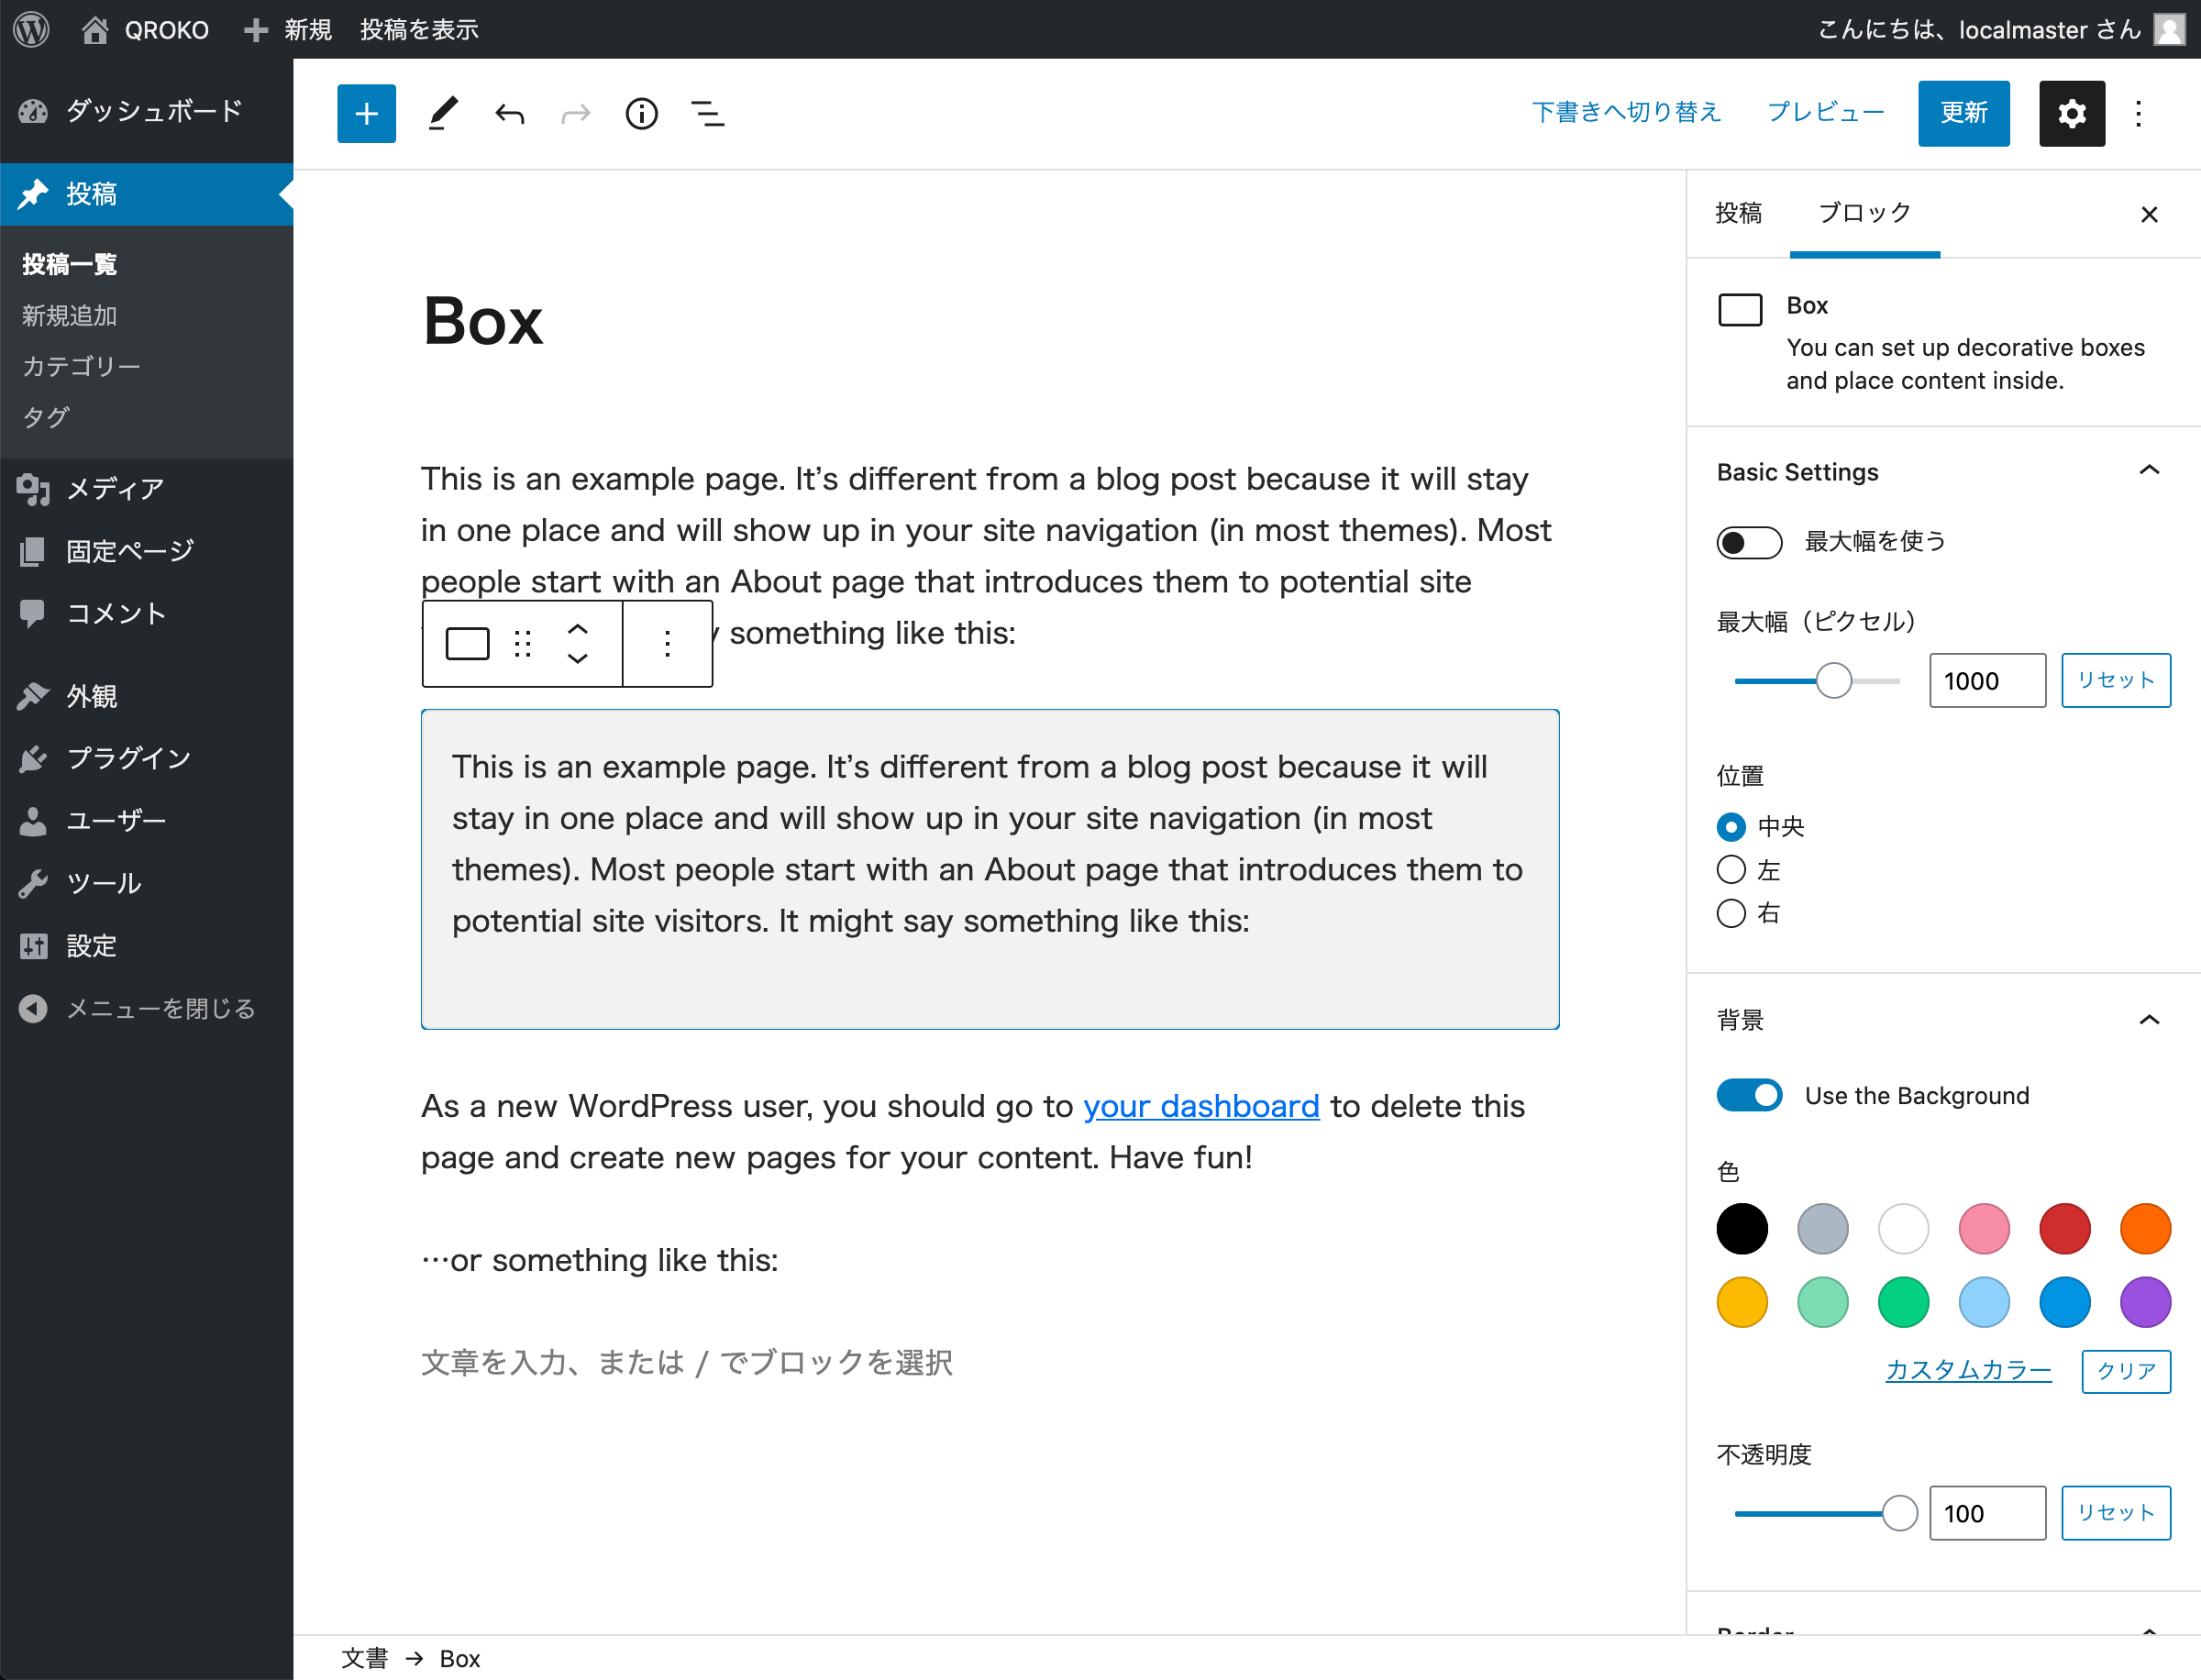 QROKO
新規
投稿を表示
こんにちは、localmaster さん
ダッシュボード
投稿
投稿一覧
新規追加
カテゴリー
タグ
メディア
固定ページ
コメント
外観
プラグイン
ユーザー
ツール
設定
メニューを閉じる
下書きへ切り替え
プレビュー
更新
Box
This is an example page. It’s different from a blog post because it will stay
in one place and will show up in your site navigation (in most themes). Most
people start with an About page that introduces them to potential site
something like this:
This is an example page. It’s different from a blog post because it will
stay in one place and will show up in your site navigation (in most
themes). Most people start with an About page that introduces them to
potential site visitors. It might say something like this:
As a new WordPress user, you should go to your dashboard to delete this
page and create new pages for your content. Have fun!
…or something like this:
文章を入力、または / でブロックを選択
文書 → Box
投稿
ブロック
Box
You can set up decorative boxes
and place content inside.
Basic Settings
最大幅を使う
最大幅（ピクセル）
1000
リセット
位置
中央
左
右
背景
Use the Background
色
カスタムカラー
クリア
不透明度
100
リセット
Border